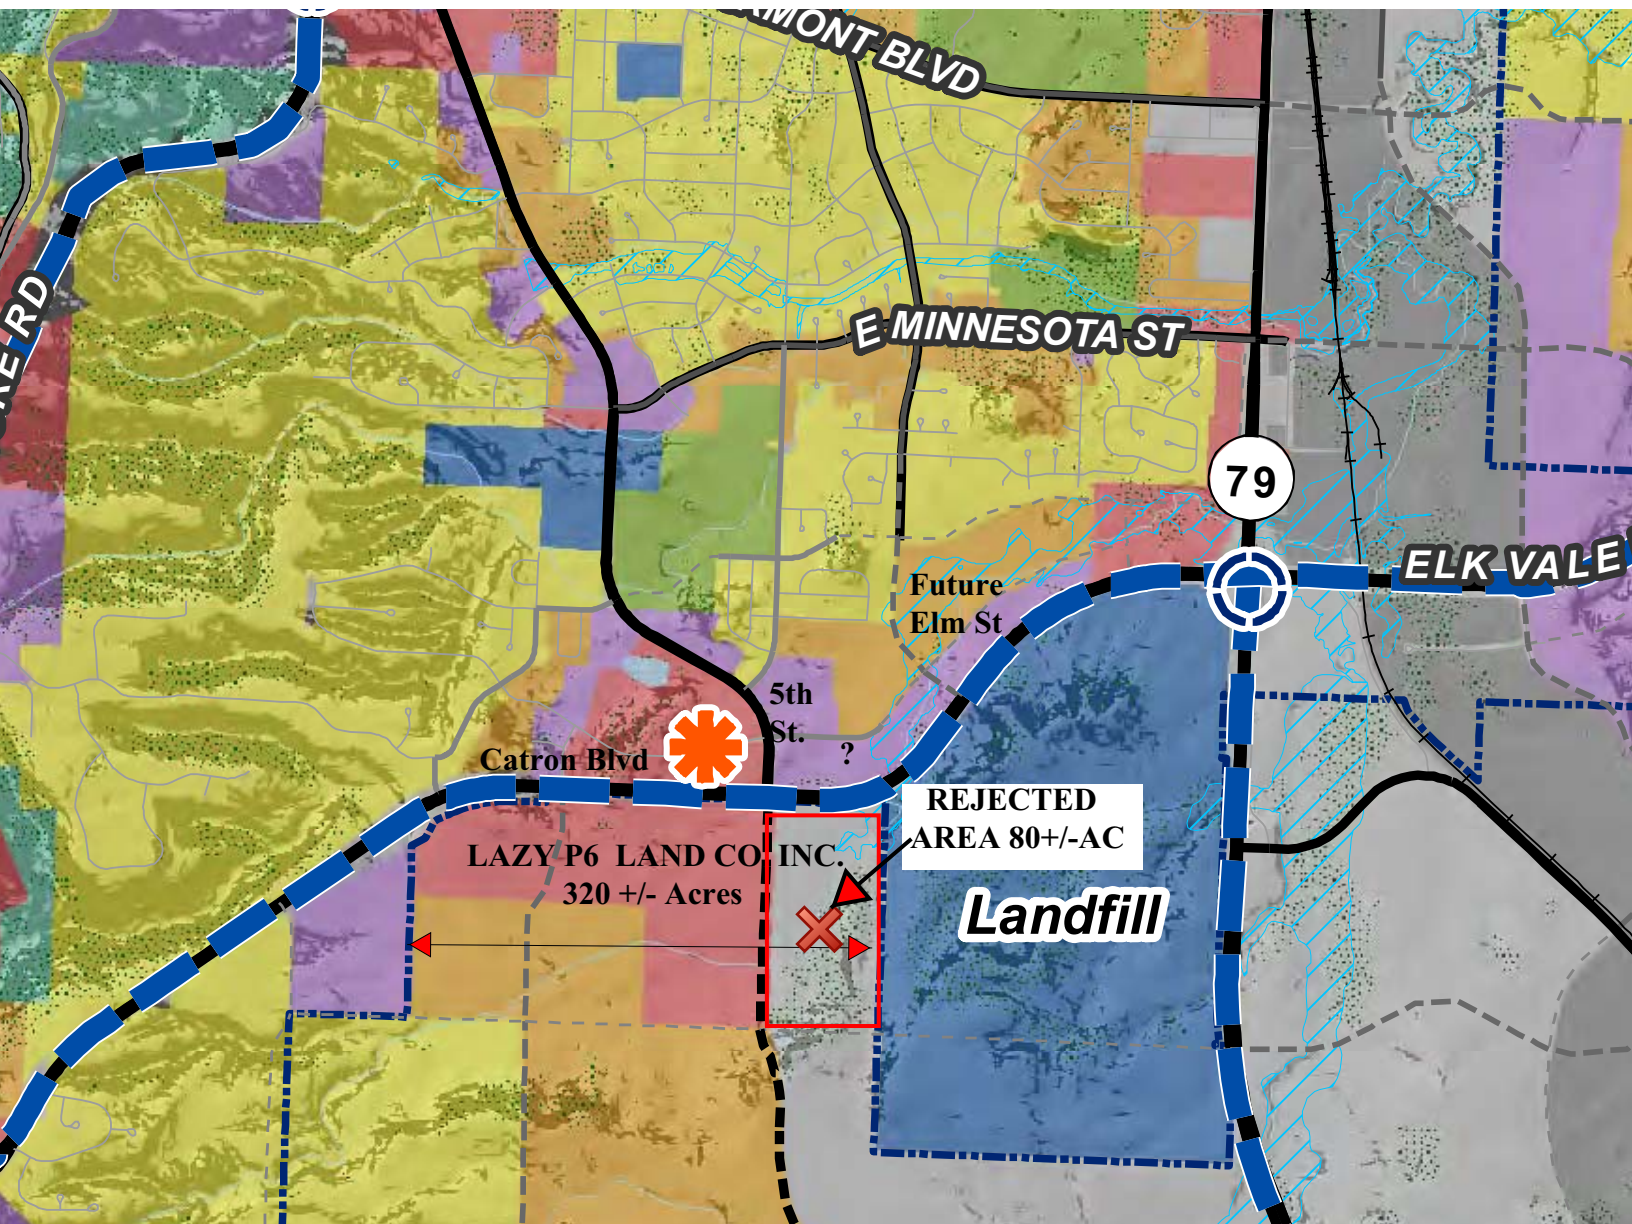 MONT BLVD
E MINNESOTA ST
RD
79
ELK VALE
Future
Elm St
5th
St.
?
Catron Blvd
REJECTED
AREA 80+/-AC
LAZY P6 LAND CO INC.
320 +/- Acres
Landfill